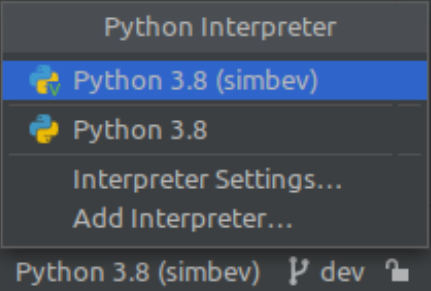 Python Interpreter
Python 3.8 (simbev)
Python 3.8
Interpreter Settings...
Add Interpreter...
Python 3.8 (simbev) dev